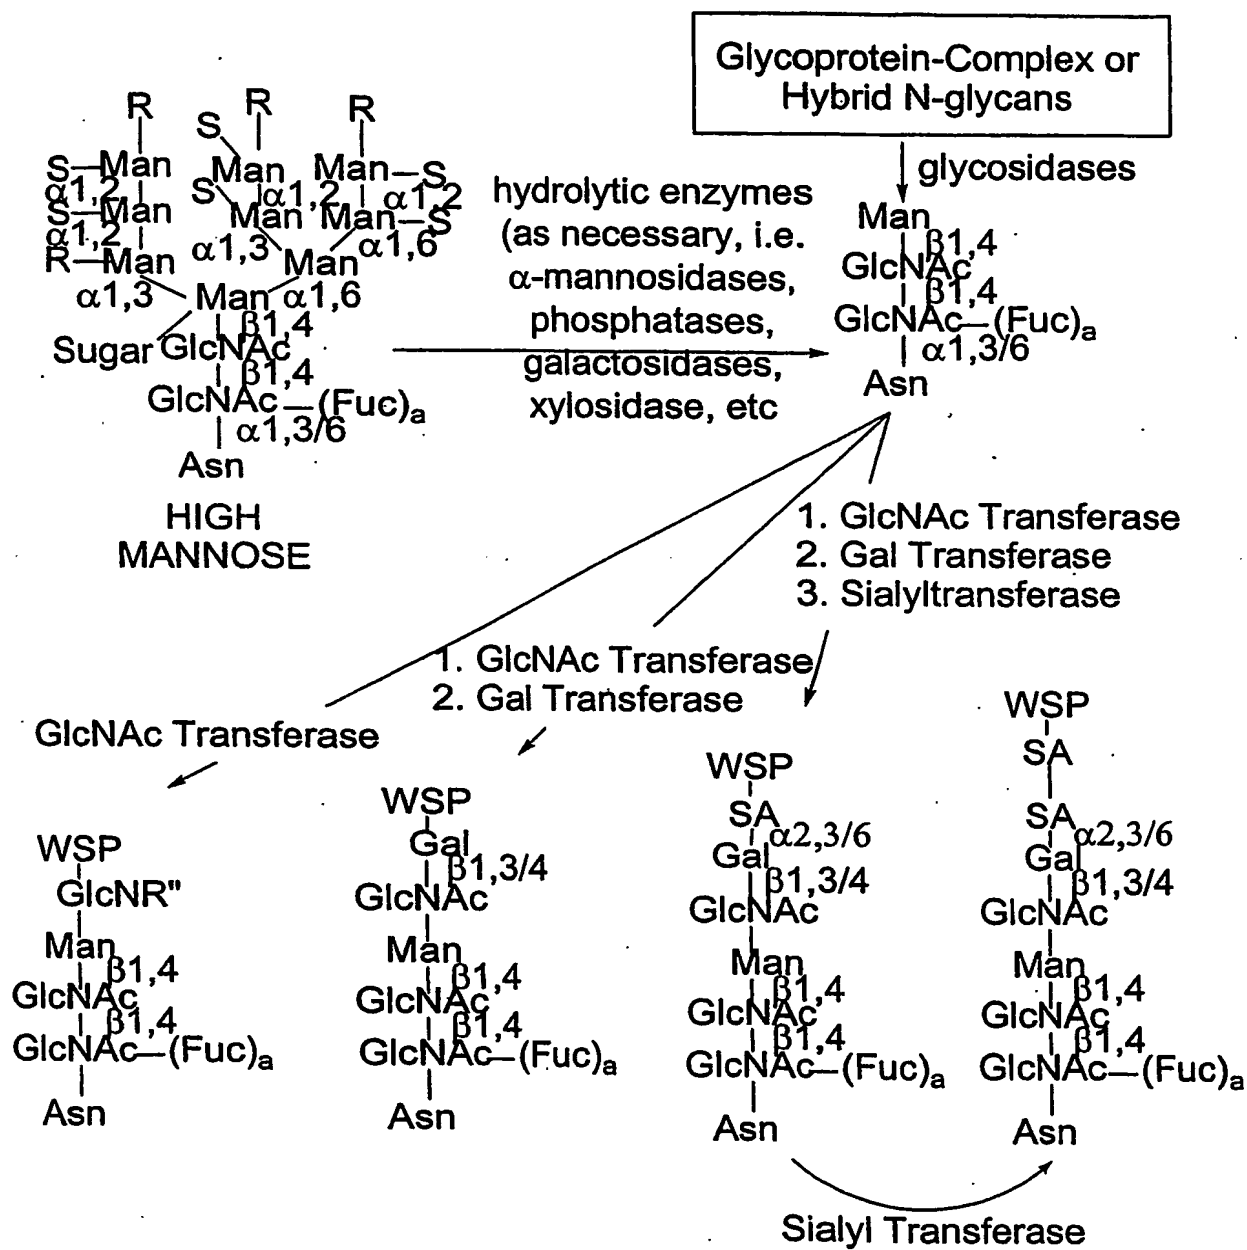 Glycoprotein-Complex or
Hybrid N-glycans
glycosidases
R
R
R
S
S–Man
Man
Man–S
α1,2
S
α1,2
α1,2
S–Man
Man
Man–S
α1,2
α1,3
α1,6
R–Man
Man
α1,3
Man
α1,6
β1,4
Sugar
GlcNAc
β1,4
GlcNAc–(Fuc)a
α1,3/6
Asn
HIGH
MANNOSE
hydrolytic enzymes
(as necessary, i.e.
α-mannosidases,
phosphatases,
galactosidases,
xylosidase, etc
Man
β1,4
GlcNAc
β1,4
GlcNAc–(Fuc)a
α1,3/6
Asn
1. GlcNAc Transferase
2. Gal Transferase
3. Sialyltransferase
1. GlcNAc Transferase
2. Gal Transferase
GlcNAc Transferase
WSP
GlcNR"
Man
β1,4
GlcNAc
β1,4
GlcNAc–(Fuc)a
Asn
WSP
Gal
β1,3/4
GlcNAc
Man
β1,4
GlcNAc
β1,4
GlcNAc–(Fuc)a
Asn
WSP
SA
α2,3/6
Gal
β1,3/4
GlcNAc
Man
β1,4
GlcNAc
β1,4
GlcNAc–(Fuc)a
Asn
WSP
SA
SA
α2,3/6
Gal
β1,3/4
GlcNAc
Man
β1,4
GlcNAc
β1,4
GlcNAc–(Fuc)a
Asn
Sialyl Transferase